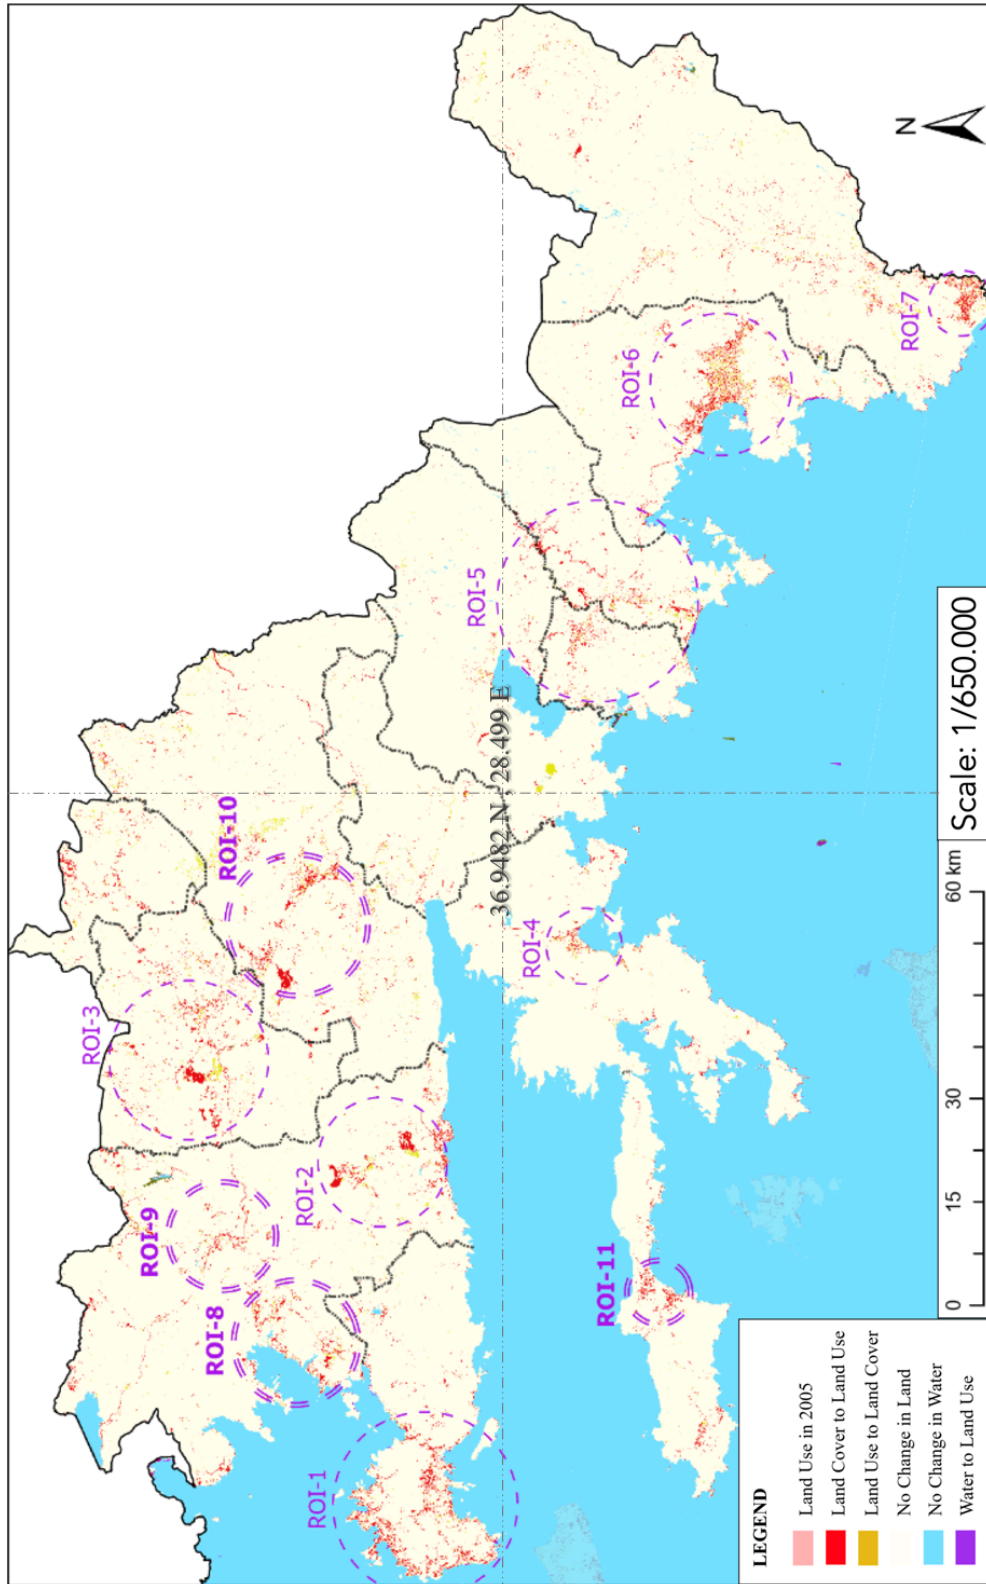 N
ROI-1
ROI-2
ROI-3
ROI-4
ROI-5
ROI-6
ROI-7
ROI-8
ROI-9
ROI-10
ROI-11
36.9482 N , 28.499 E
LEGEND
Land Use in 2005
Land Cover to Land Use
Land Use to Land Cover
No Change in Land
No Change in Water
Water to Land Use
0 15 30 60 km
Scale: 1/650.000